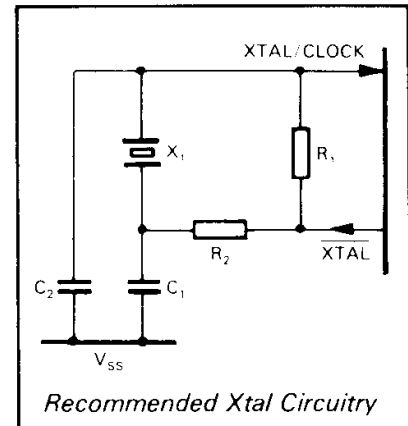 XTAL/CLOCK
X₁
R₁
R₂
XTAL
C₂
C₁
VSS
Recommended Xtal Circuitry